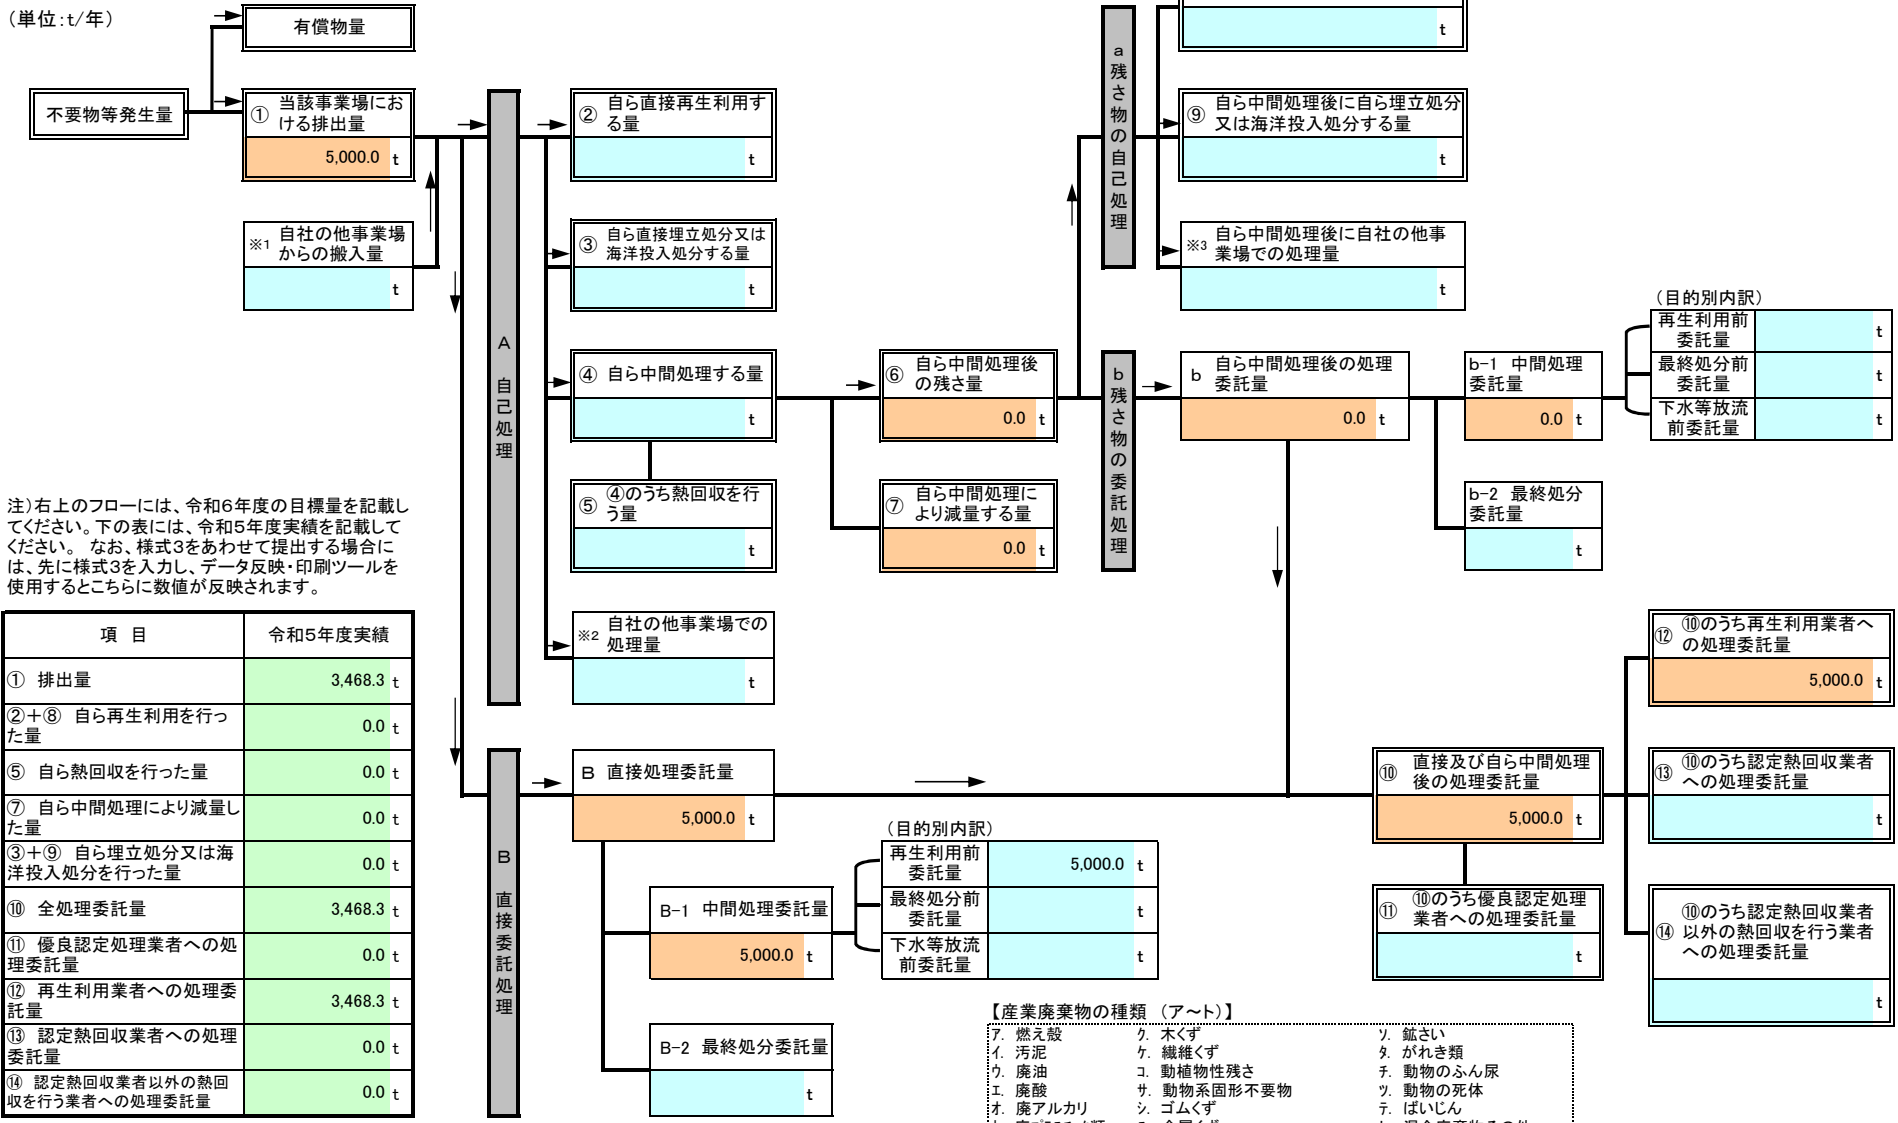 （単位：t/年）
有償物量
t
不要物等発生量
① 当該事業場にお
ける排出量
5,000.0 t
※1 自社の他事業場
からの搬入量
t
A 自己処理
② 自ら直接再生利用す
る量
t
③ 自ら直接埋立処分又は
海洋投入処分する量
t
④ 自ら中間処理する量
t
⑤ ④のうち熱回収を行
う量
t
※2 自社の他事業場での
処理量
t
⑥ 自ら中間処理後
の残さ量
0.0 t
⑦ 自ら中間処理に
より減量する量
0.0 t
a 残さ物の自己処理
⑨ 自ら中間処理後に自ら埋立処分
又は海洋投入処分する量
t
※3 自ら中間処理後に自社の他事
業場での処理量
t
b 残さ物の委託処理
b 自ら中間処理後の処理
委託量
0.0 t
b-1 中間処理
委託量
0.0 t
b-2 最終処分
委託量
t
（目的別内訳）
再生利用前
委託量
t
最終処分前
委託量
t
下水等放流
前委託量
t
注）右上のフローには、令和６年度の目標量を記載し
てください。下の表には、令和５年度実績を記載して
ください。 なお、様式３をあわせて提出する場合に
は、先に様式３を入力し、データ反映・印刷ツールを
使用するとこちらに数値が反映されます。
項 目 令和５年度実績
① 排出量 3,468.3 t
②＋⑧ 自ら再生利用を行っ
た量 0.0 t
⑤ 自ら熱回収を行った量 0.0 t
⑦ 自ら中間処理により減量し
た量 0.0 t
③＋⑨ 自ら埋立処分又は海
洋投入処分を行った量 0.0 t
⑩ 全処理委託量 3,468.3 t
⑪ 優良認定処理業者への処
理委託量 0.0 t
⑫ 再生利用業者への処理委
託量 3,468.3 t
⑬ 認定熱回収業者への処理
委託量 0.0 t
⑭ 認定熱回収業者以外の熱回
収を行う業者への処理委託量 0.0 t
B 直接委託処理
B 直接処理委託量
5,000.0 t
B-1 中間処理委託量
5,000.0 t
B-2 最終処分委託量
t
（目的別内訳）
再生利用前
委託量
5,000.0 t
最終処分前
委託量
t
下水等放流
前委託量
t
⑩ 直接及び自ら中間処理
後の処理委託量
5,000.0 t
⑪ ⑩のうち優良認定処理
業者への処理委託量
t
⑫ ⑩のうち再生利用業者へ
の処理委託量
5,000.0 t
⑬ ⑩のうち認定熱回収業者
への処理委託量
t
⑭ ⑩のうち認定熱回収業者
以外の熱回収を行う業者
への処理委託量
t
【産業廃棄物の種類 （ア～ト）】
ｱ. 燃え殻 ｸ. 木くず ｿ. 鉱さい
ｲ. 汚泥 ｹ. 繊維くず ﾀ. がれき類
ｳ. 廃油 ｺ. 動植物性残さ ﾁ. 動物のふん尿
ｴ. 廃酸 ｻ. 動物系固形不要物 ﾂ. 動物の死体
ｵ. 廃アルカリ ｼ. ゴムくず ﾃ. ばいじん